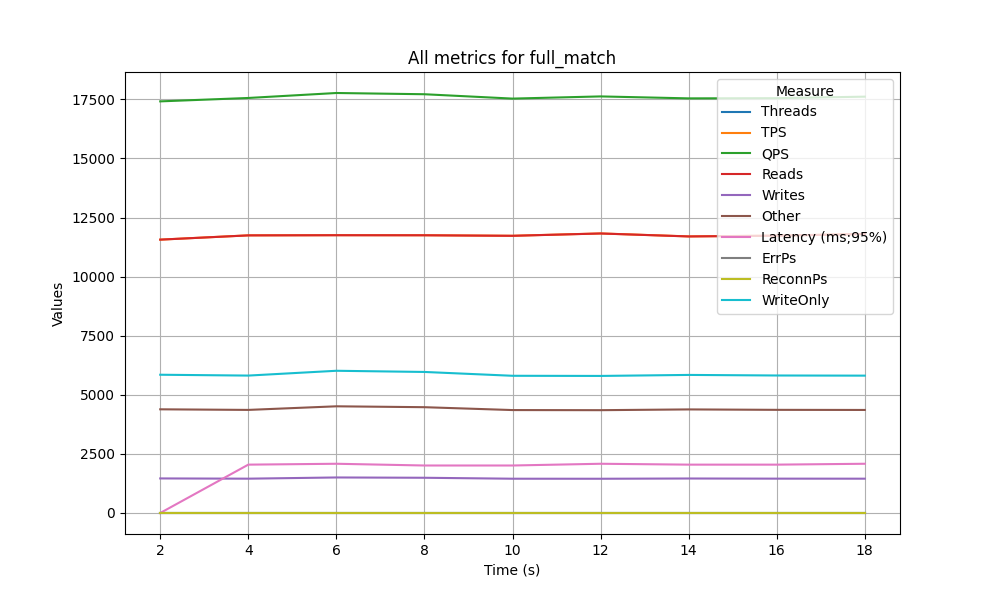 All metrics for full_match
17500
15000
12500
10000
7500
5000
2500
0
Values
2 4 6 8 10 12 14 16 18
Time (s)
Measure
Threads
TPS
QPS
Reads
Writes
Other
Latency (ms;95%)
ErrPs
ReconnPs
WriteOnly